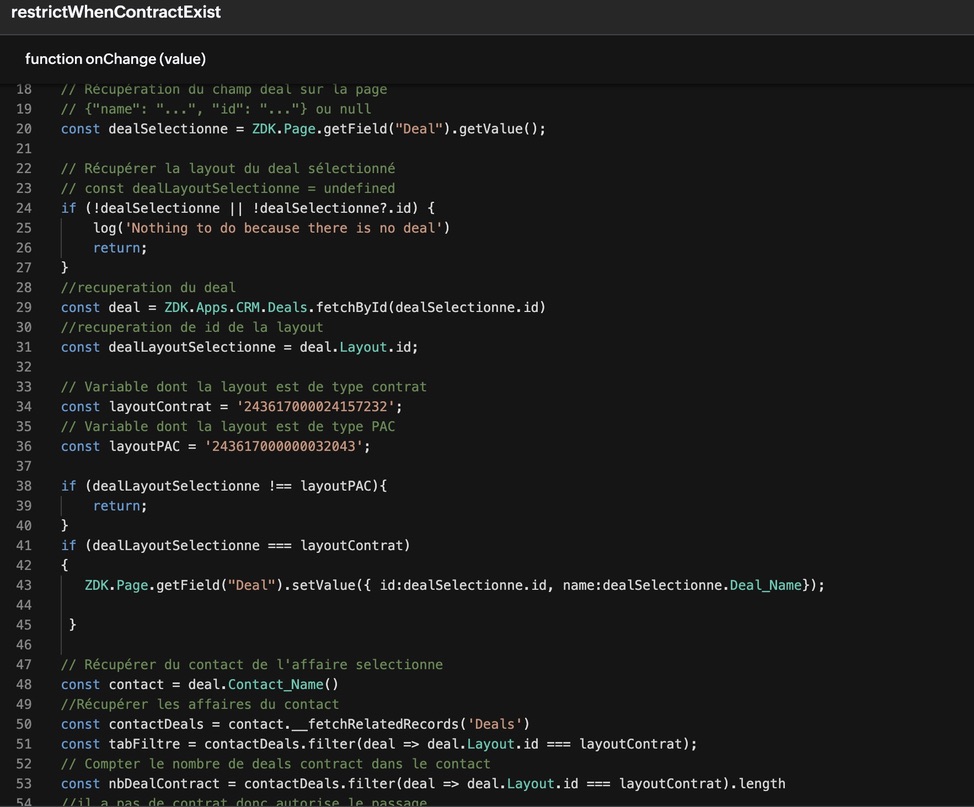 restrictWhenContractExist
function onChange (value)
18 // Récupération du champ deal sur la page
19 // {"name": "...", "id": "..."} ou null
20 const dealSelectionne = ZDK.Page.getField("Deal").getValue();
21
22 // Récupérer la layout du deal sélectionné
23 // const dealLayoutSelectionne = undefined
24 if (!dealSelectionne || !dealSelectionne?.id) {
25 log('Nothing to do because there is no deal')
26 return;
27 }
28 //recuperation du deal
29 const deal = ZDK.Apps.CRM.Deals.fetchById(dealSelectionne.id)
30 //recuperation de id de la layout
31 const dealLayoutSelectionne = deal.Layout.id;
32
33 // Variable dont la layout est de type contrat
34 const layoutContrat = '243617000024157232';
35 // Variable dont la layout est de type PAC
36 const layoutPAC = '243617000000032043';
37
38 if (dealLayoutSelectionne !== layoutPAC){
39 return;
40 }
41 if (dealLayoutSelectionne === layoutContrat)
42 {
43 ZDK.Page.getField("Deal").setValue({ id:dealSelectionne.id, name:dealSelectionne.Deal_Name});
44
45 }
46
47 // Récupérer du contact de l'affaire selectionne
48 const contact = deal.Contact_Name()
49 //Récupérer les affaires du contact
50 const contactDeals = contact.__fetchRelatedRecords('Deals')
51 const tabFiltre = contactDeals.filter(deal => deal.Layout.id === layoutContrat);
52 // Compter le nombre de deals contract dans le contact
53 const nbDealContract = contactDeals.filter(deal => deal.Layout.id === layoutContrat).length
54 //il a pas de contrat donc autorise le passage